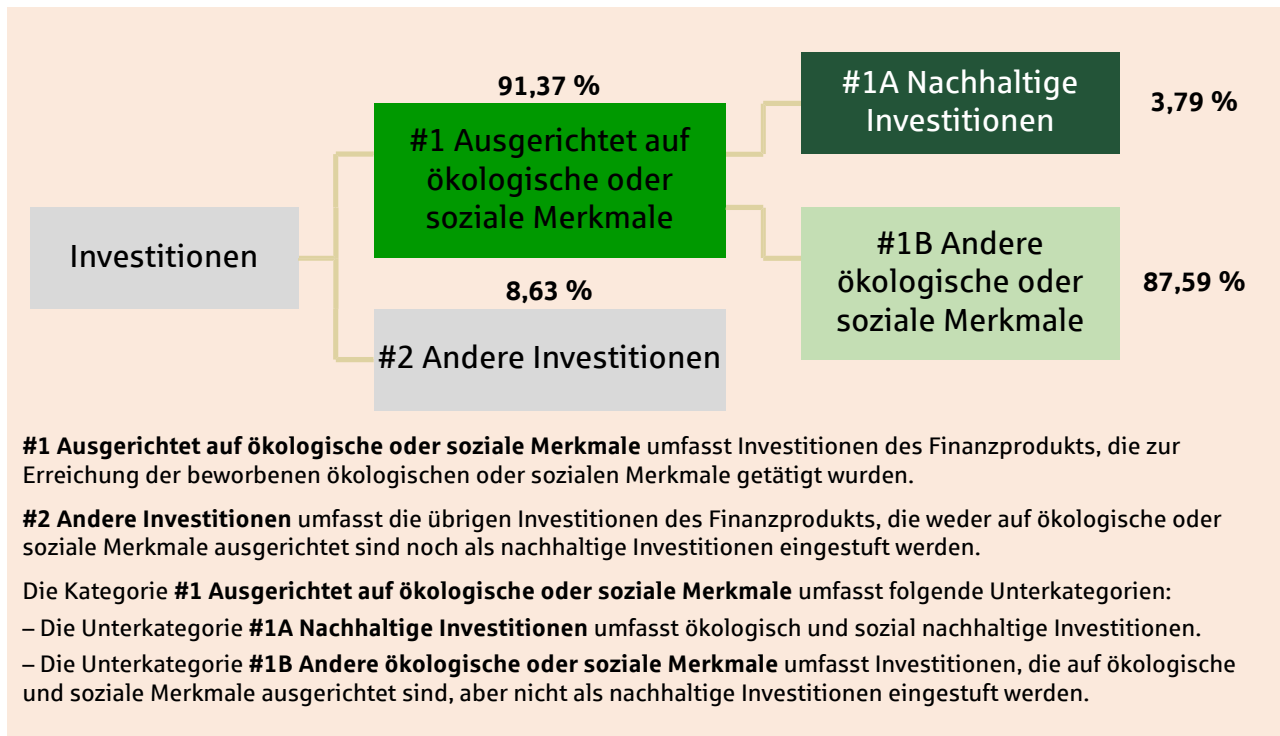 91,37 %
#1 Ausgerichtet auf
ökologische oder
soziale Merkmale
#1A Nachhaltige
Investitionen
3,79 %
Investitionen
8,63 %
#2 Andere Investitionen
#1B Andere
ökologische oder
soziale Merkmale
87,59 %
#1 Ausgerichtet auf ökologische oder soziale Merkmale umfasst Investitionen des Finanzprodukts, die zur
Erreichung der beworbenen ökologischen oder sozialen Merkmale getätigt wurden.
#2 Andere Investitionen umfasst die übrigen Investitionen des Finanzprodukts, die weder auf ökologische oder
soziale Merkmale ausgerichtet sind noch als nachhaltige Investitionen eingestuft werden.
Die Kategorie #1 Ausgerichtet auf ökologische oder soziale Merkmale umfasst folgende Unterkategorien:
– Die Unterkategorie #1A Nachhaltige Investitionen umfasst ökologisch und sozial nachhaltige Investitionen.
– Die Unterkategorie #1B Andere ökologische oder soziale Merkmale umfasst Investitionen, die auf ökologische
und soziale Merkmale ausgerichtet sind, aber nicht als nachhaltige Investitionen eingestuft werden.